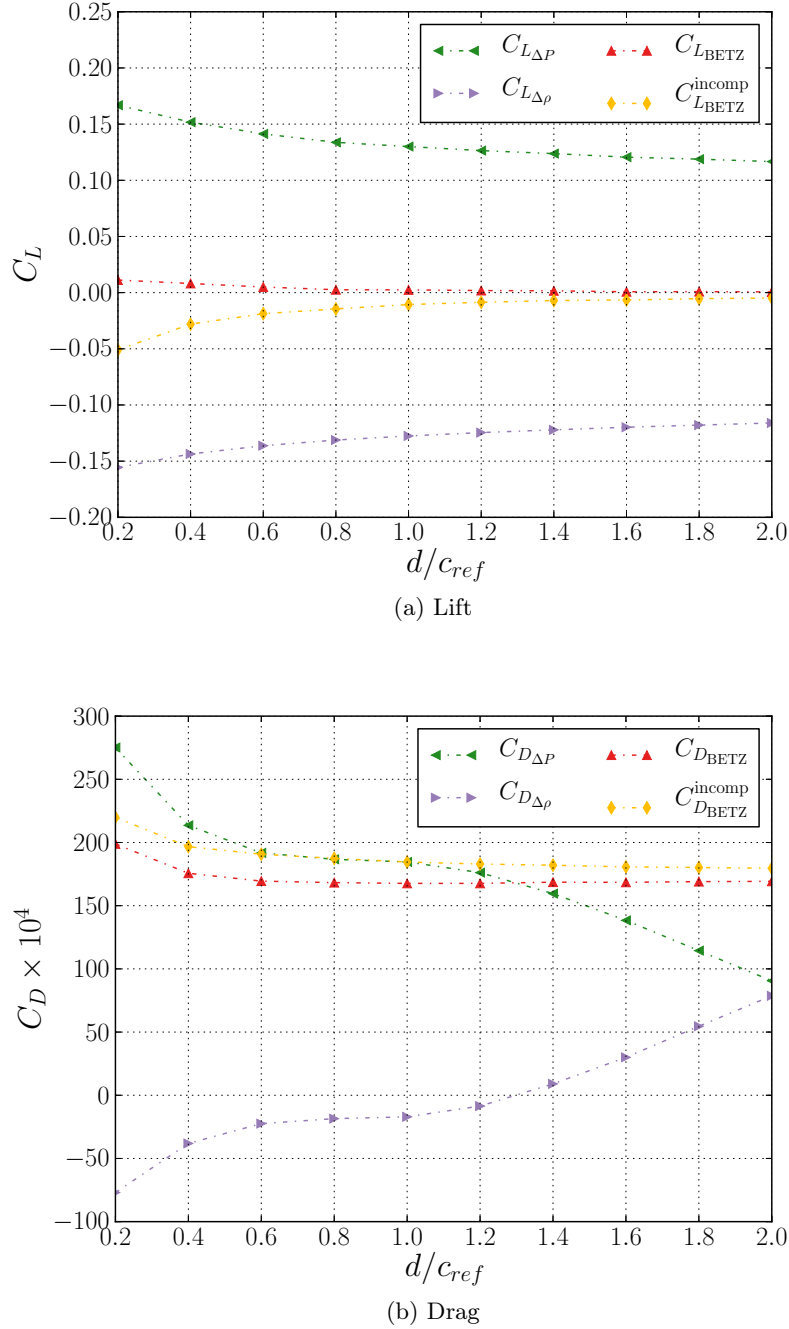 0.25
0.20
0.15
0.10
0.05
0.00
−0.05
−0.10
−0.15
−0.20
C_L
C_{L_{ΔP}}
C_{L_{Δρ}}
C_{L_{BETZ}}
C_{L_{BETZ}}^{incomp}
0.2 0.4 0.6 0.8 1.0 1.2 1.4 1.6 1.8 2.0
d/c_{ref}
(a) Lift
300
250
200
150
100
50
0
−50
−100
C_D × 10^4
C_{D_{ΔP}}
C_{D_{Δρ}}
C_{D_{BETZ}}
C_{D_{BETZ}}^{incomp}
0.2 0.4 0.6 0.8 1.0 1.2 1.4 1.6 1.8 2.0
d/c_{ref}
(b) Drag